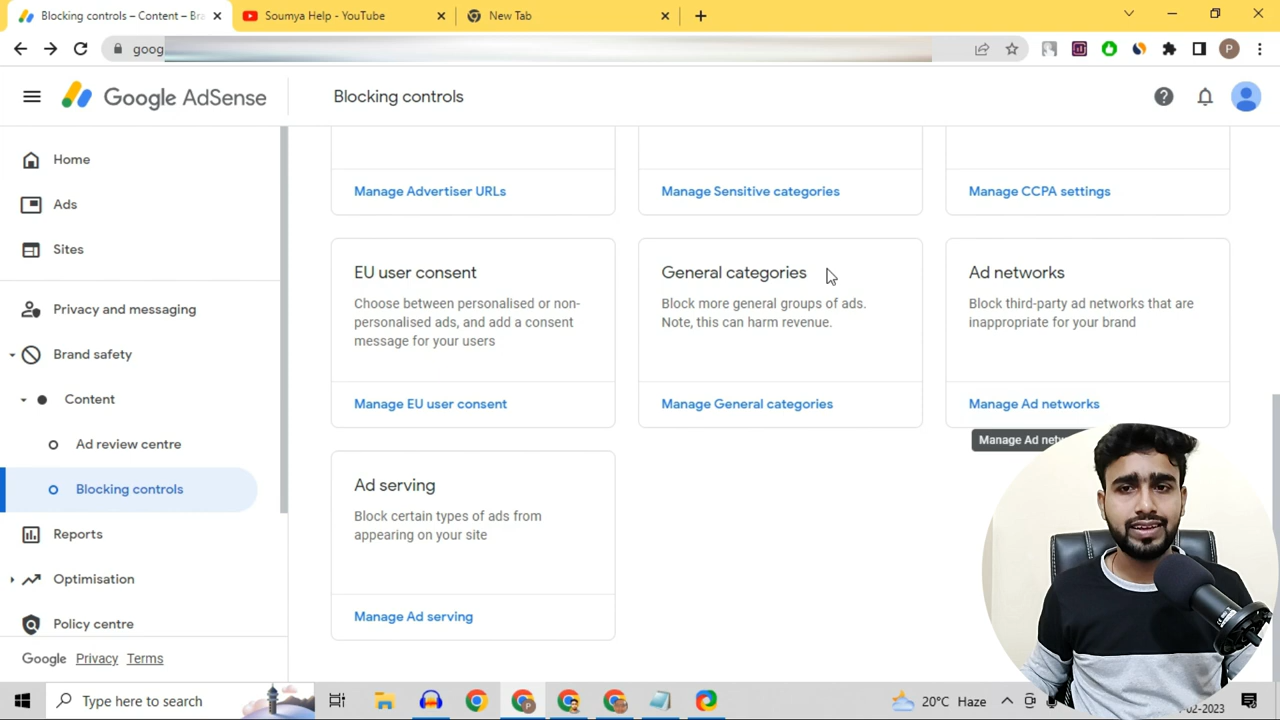 Blocking controls – Content – Bra
Soumya Help - YouTube
New Tab
goog
P
Google AdSense
Blocking controls
Home
Ads
Sites
Privacy and messaging
Brand safety
Content
Ad review centre
Blocking controls
Reports
Optimisation
Policy centre
Google Privacy Terms
Manage Advertiser URLs
Manage Sensitive categories
Manage CCPA settings
EU user consent
Choose between personalised or non-
personalised ads, and add a consent
message for your users
Manage EU user consent
General categories
Block more general groups of ads.
Note, this can harm revenue.
Manage General categories
Ad networks
Block third-party ad networks that are
inappropriate for your brand
Manage Ad networks
Manage Ad
Ad serving
Block certain types of ads from
appearing on your site
Manage Ad serving
Type here to search
20°C Haze
-02-2023